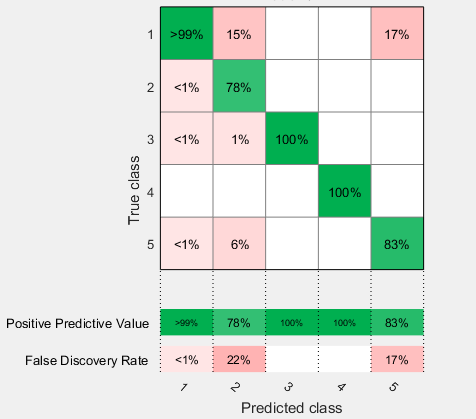 1 >99% 15% 17%
2 <1% 78%
3 <1% 1% 100%
True class
4 100%
5 <1% 6% 83%
Positive Predictive Value >99% 78% 100% 100% 83%
False Discovery Rate <1% 22% 17%
1 2 3 4 5
Predicted class